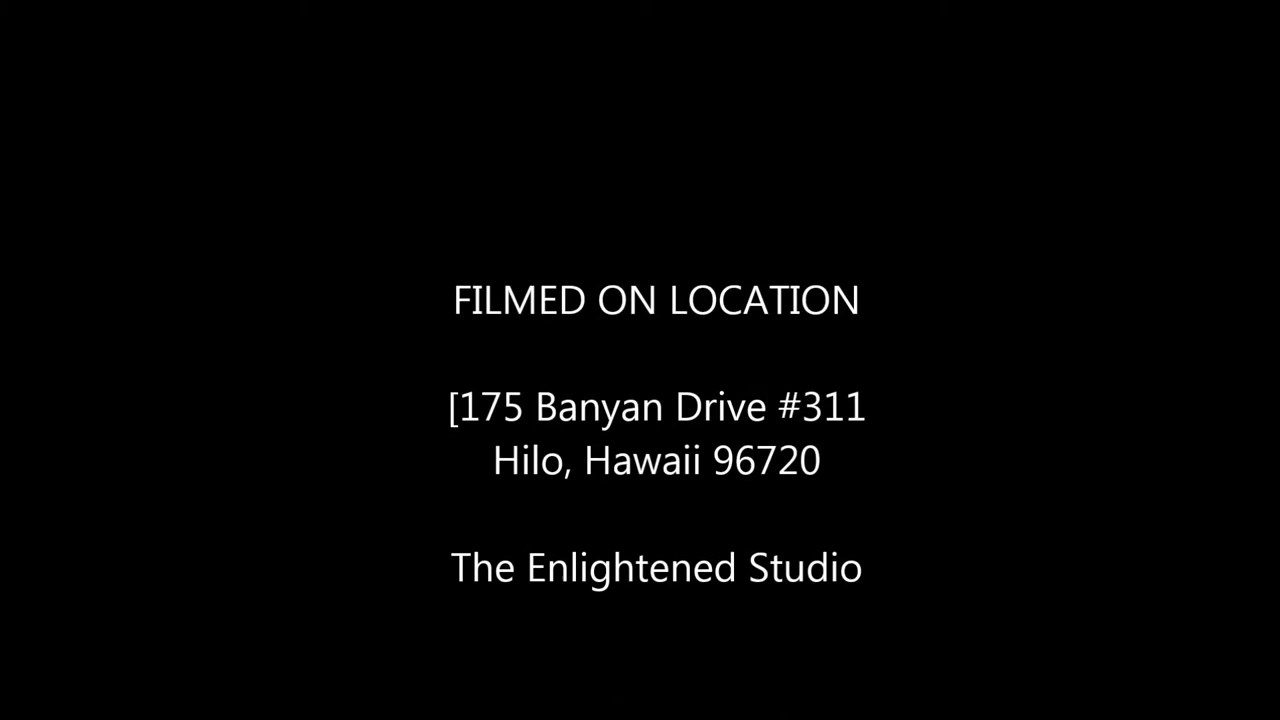 FILMED ON LOCATION
[175 Banyan Drive #311
Hilo, Hawaii 96720
The Enlightened Studio